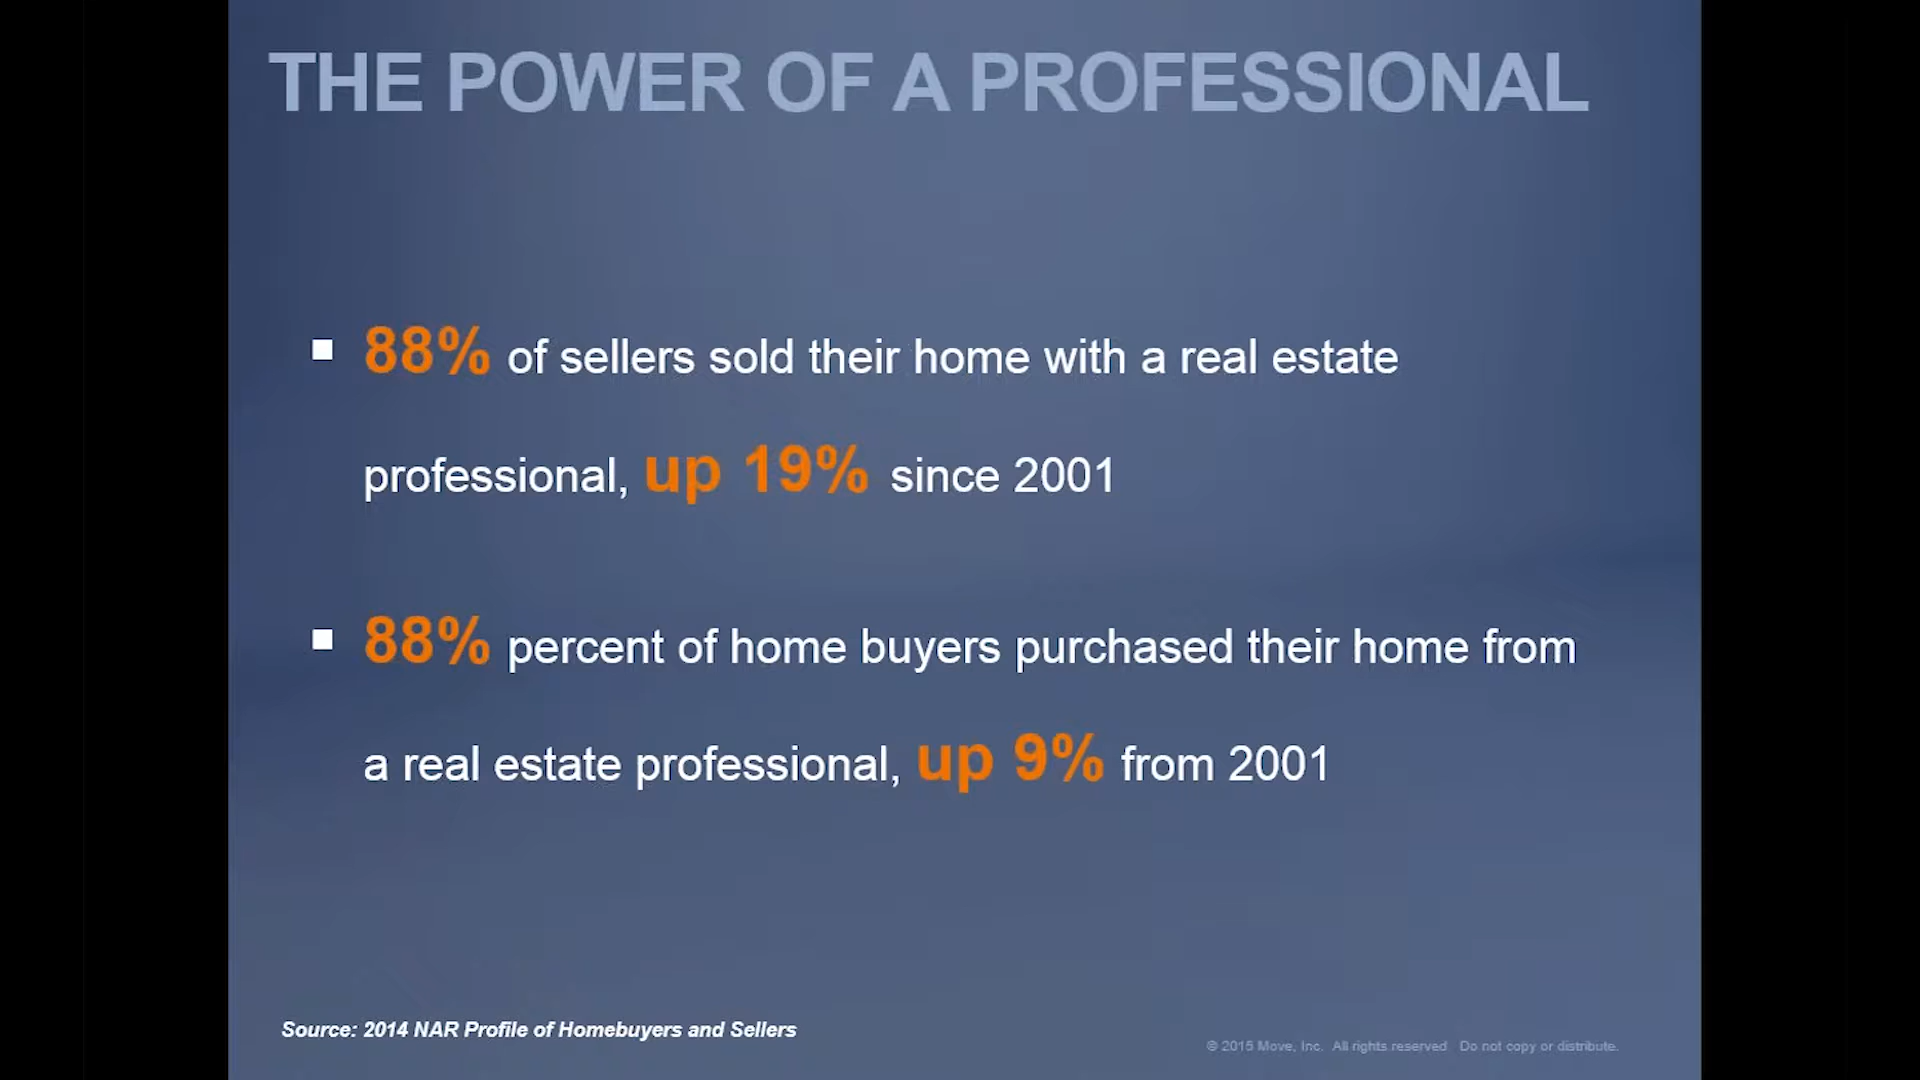 THE POWER OF A PROFESSIONAL
88% of sellers sold their home with a real estate
professional, up 19% since 2001
88% percent of home buyers purchased their home from
a real estate professional, up 9% from 2001
Source: 2014 NAR Profile of Homebuyers and Sellers
© 2015 Move, Inc. All rights reserved Do not copy or distribute.